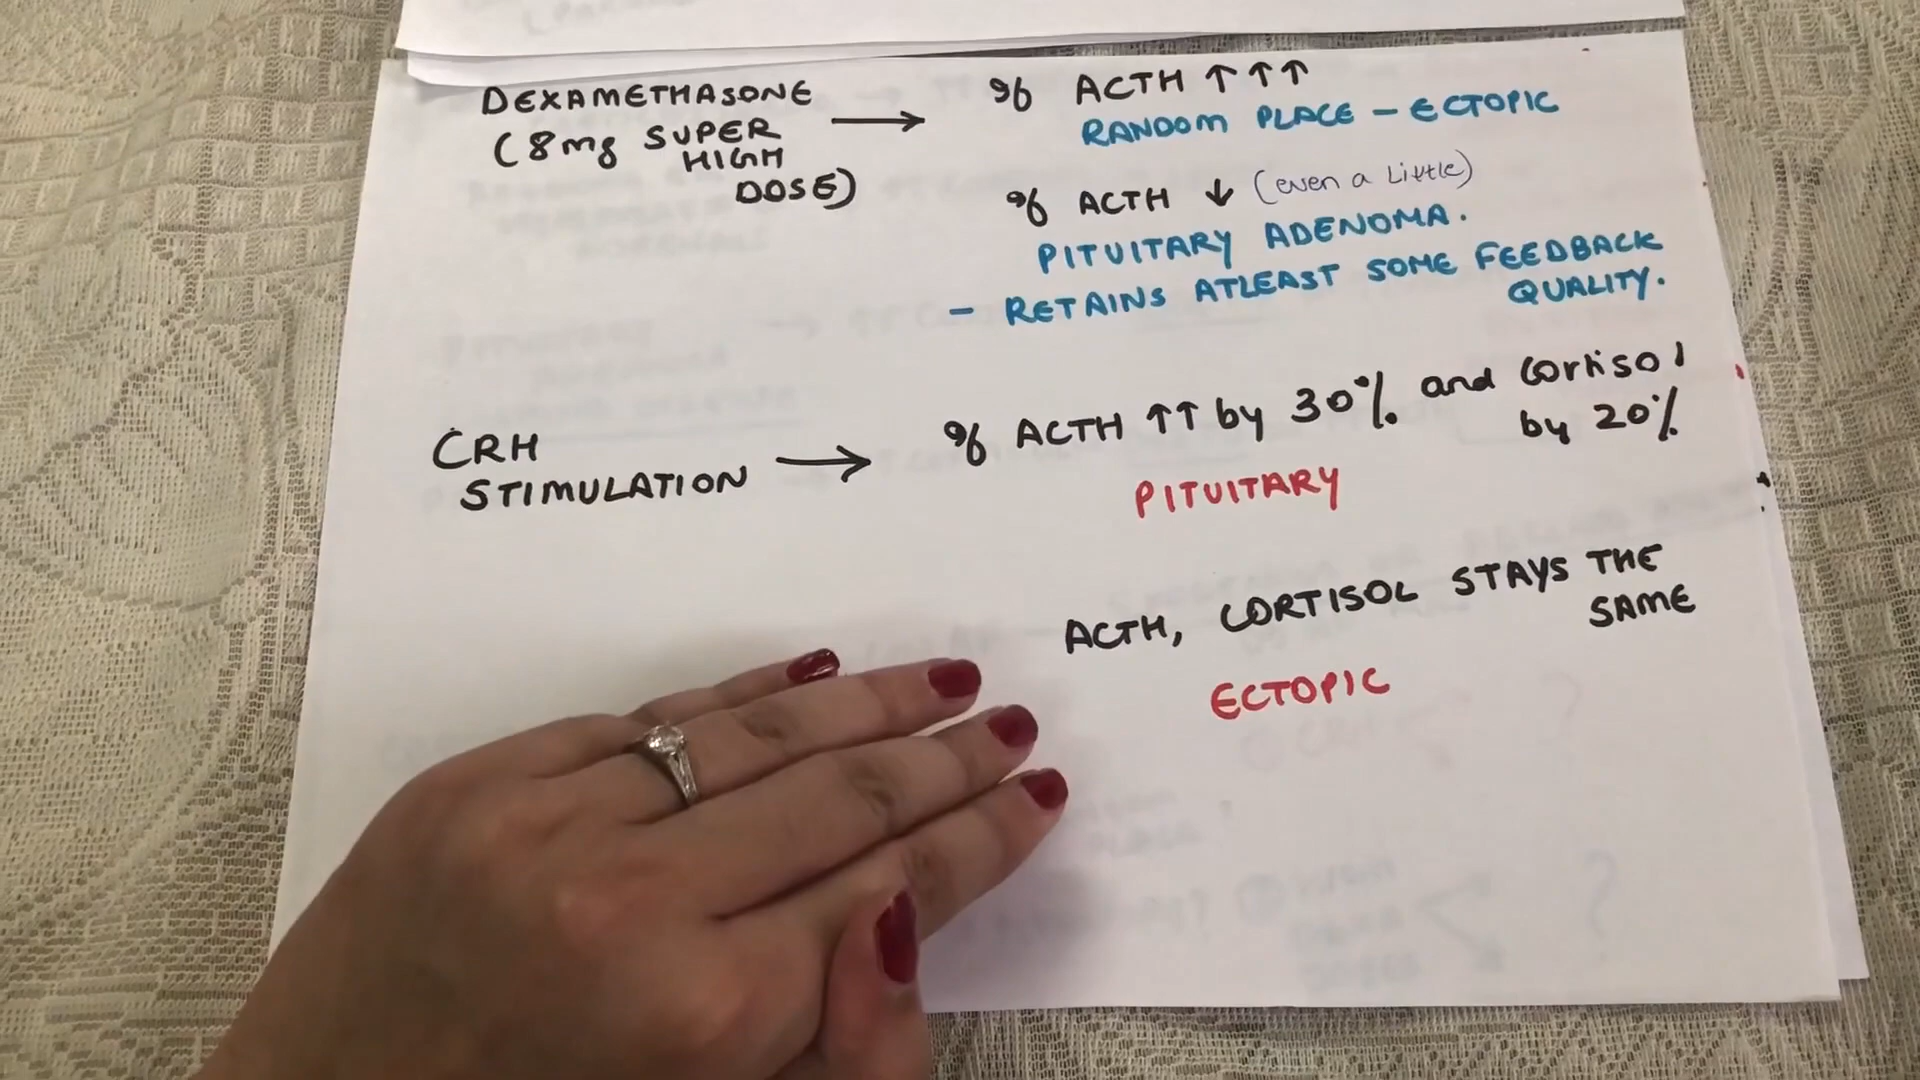 DEXAMETHASONE
(8mg SUPER
HIGH
DOSE)
→
% ACTH ↑↑↑
RANDOM PLACE - ECTOPIC
% ACTH ↓ (even a little)
PITUITARY ADENOMA.
- RETAINS ATLEAST SOME FEEDBACK
QUALITY.
CRH
STIMULATION →
% ACTH ↑↑ by 30% and cortisol
by 20%
PITUITARY
ACTH, CORTISOL STAYS THE
SAME
ECTOPIC